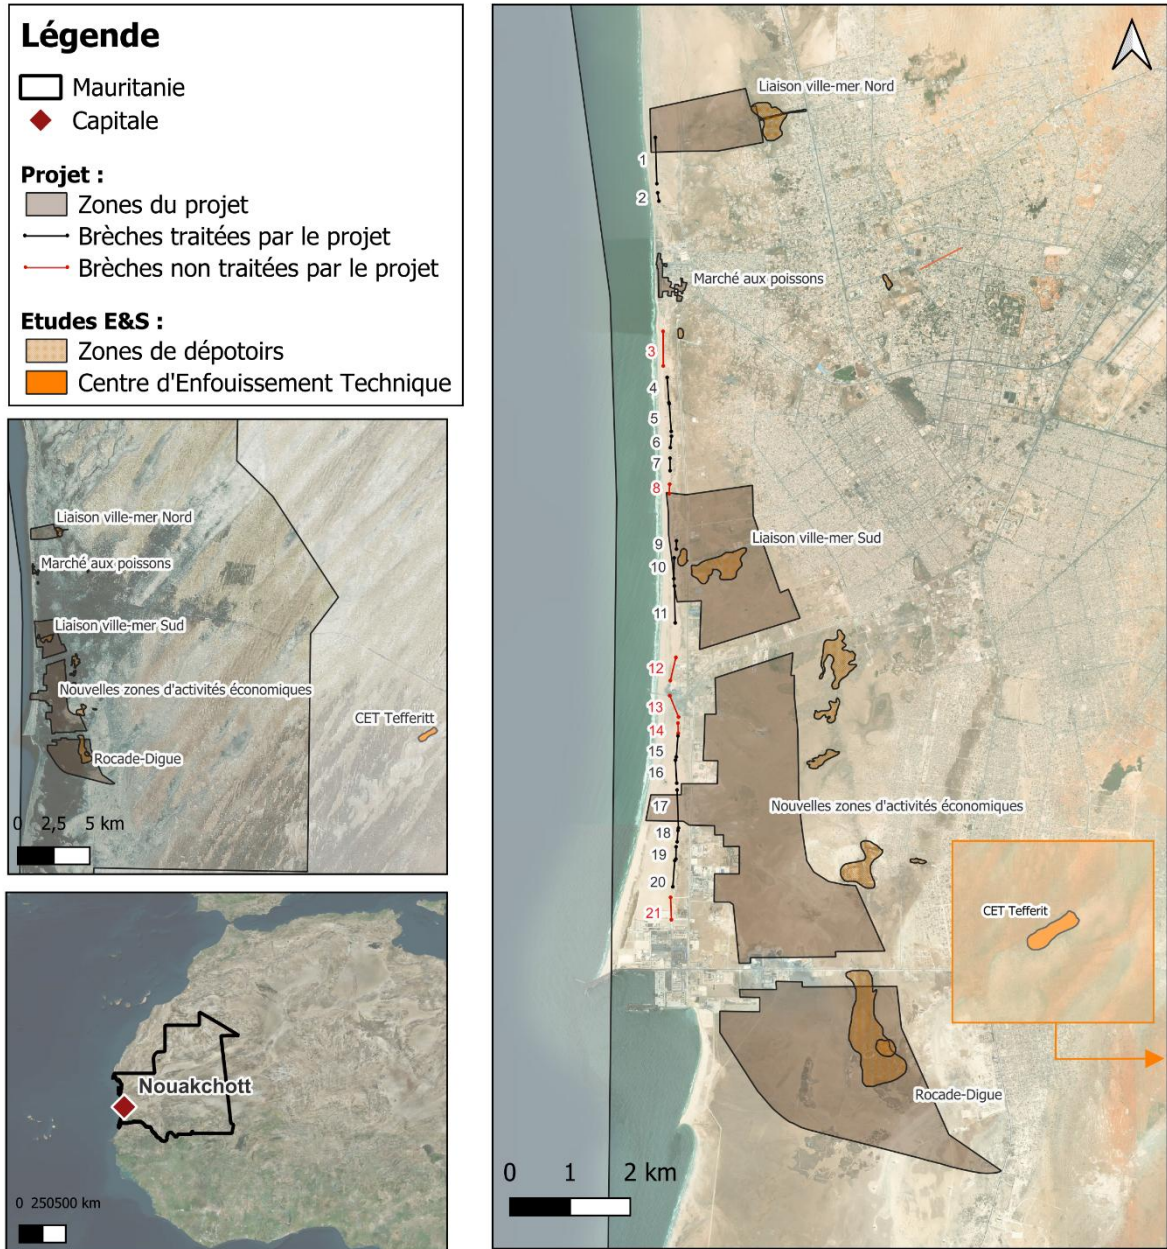 Légende
Mauritanie
Capitale
Projet :
Zones du projet
Brèches traitées par le projet
Brèches non traitées par le projet
Etudes E&S :
Zones de dépotoirs
Centre d'Enfouissement Technique
Liaison ville-mer Nord
Marché aux poissons
Liaison ville-mer Sud
Nouvelles zones d'activités économiques
CET Tefferitt
Rocade-Digue
0 2,5 5 km
Nouakchott
0 250500 km
Liaison ville-mer Nord
1
2
Marché aux poissons
3
4
5
6
7
8
Liaison ville-mer Sud
9
10
11
12
13
14
15
16
17
Nouvelles zones d'activités économiques
18
19
20
21
CET Tefferit
Rocade-Digue
0 1 2 km